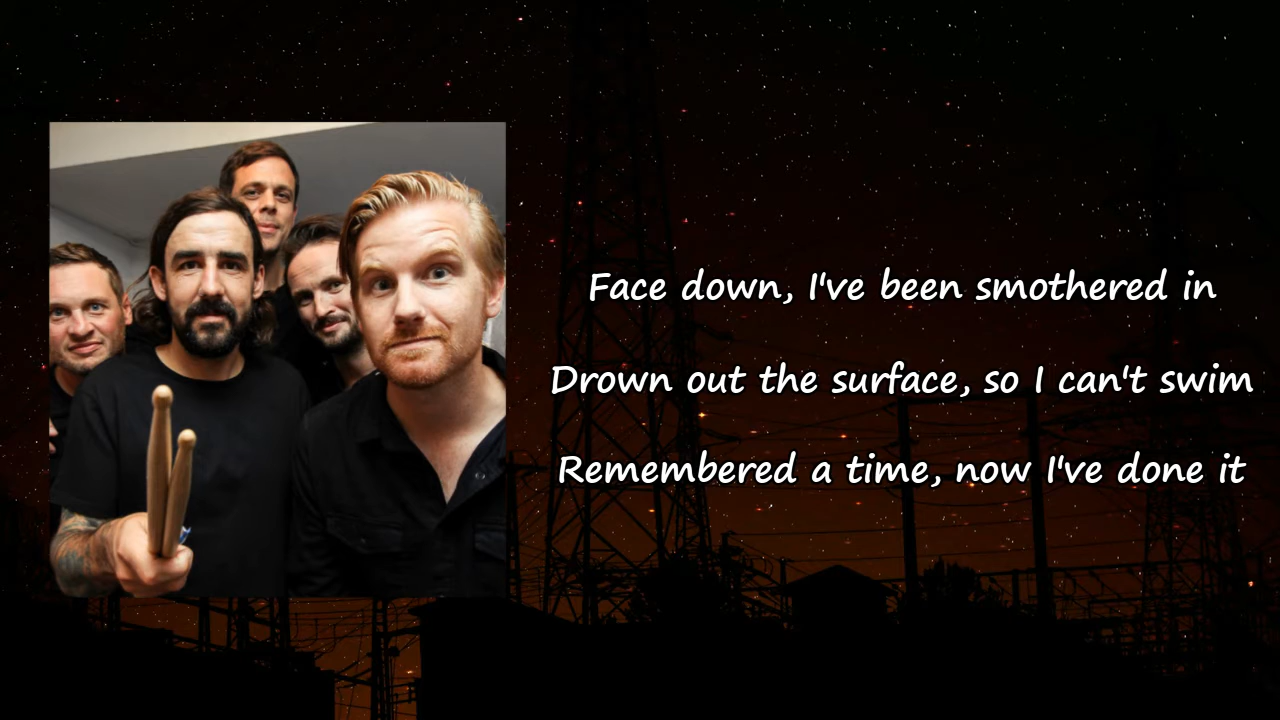 Face down, I've been smothered in
Drown out the surface, so I can't swim
Remembered a time, now I've done it